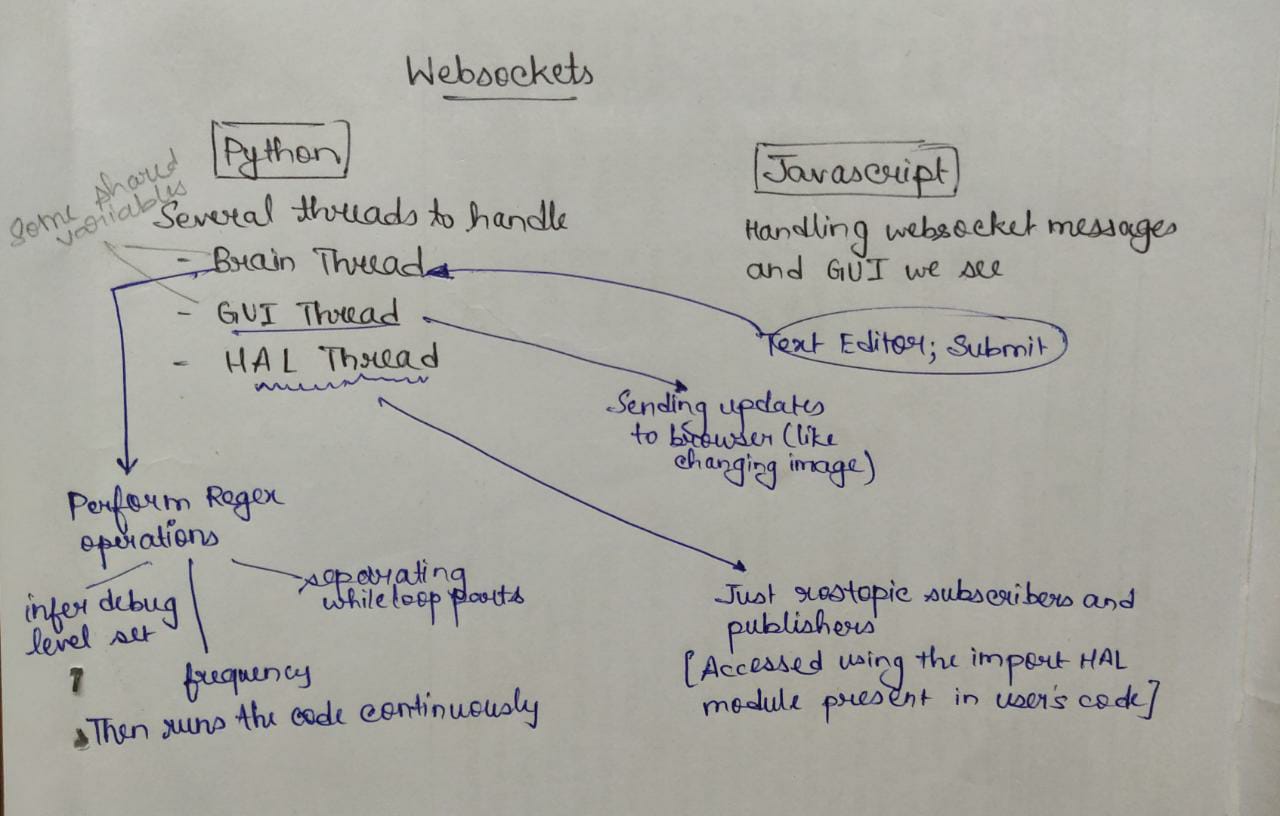 Websockets
Python
Some shared
variables
Several threads to handle
- Brain Thread
- GUI Thread
- HAL Thread
Javascript
Handling websocket messages
and GUI we see
Text Editor; Submit
Sending updates
to browser (like
changing image)
Perform Regex
operations
infer debug
level set
frequency
separating
while loop parts
Then runs the code continuously
Just rostopic subscribers and
publishers
[Accessed using the import HAL
module present in user's code]